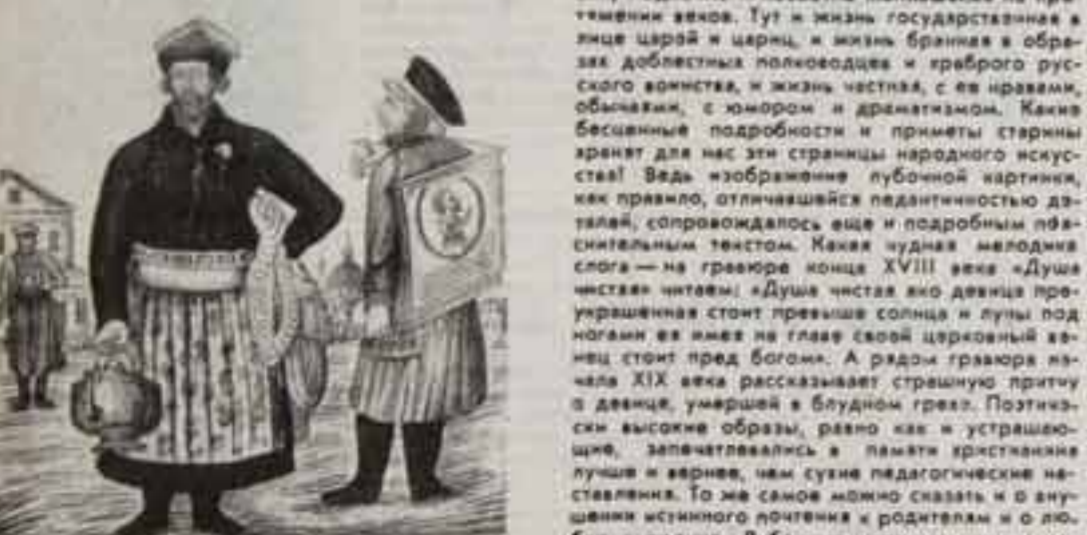 тяжении веков. Тут и жизнь государственная в
лице царей и цариц, и жизнь бранная в обра-
зах доблестных полководцев и храброго рус-
ского воинства, и жизнь частная, с ее нравами,
обычаями, с юмором и драматизмом. Какие
бесценные подробности и приметы старины
хранят для нас эти страницы народного искус-
ства! Ведь изображение лубочной картинки,
как правило, отличавшейся педантичностью де-
талей, сопровождалось еще и подробным поя-
снительным текстом. Какая чудная мелодика
слога — на гравюре конца XVIII века «Душа
чистая» читаем: «Душа чистая яко девица пре-
украшенная стоит превыше солнца и луны под
ногами ея имея на главе своей церковный ве-
нец стоит пред богом». А рядом гравюра на-
чала XIX века рассказывает страшную притчу
о девице, умершей в блудном грехе. Поэтиче-
ски высокие образы, равно как и устрашаю-
щие, запечатлевались в памяти христианина
лучше и вернее, чем сухие педагогические на-
ставления. То же самое можно сказать и о вну-
шении истинного почтения к родителям и о лю-